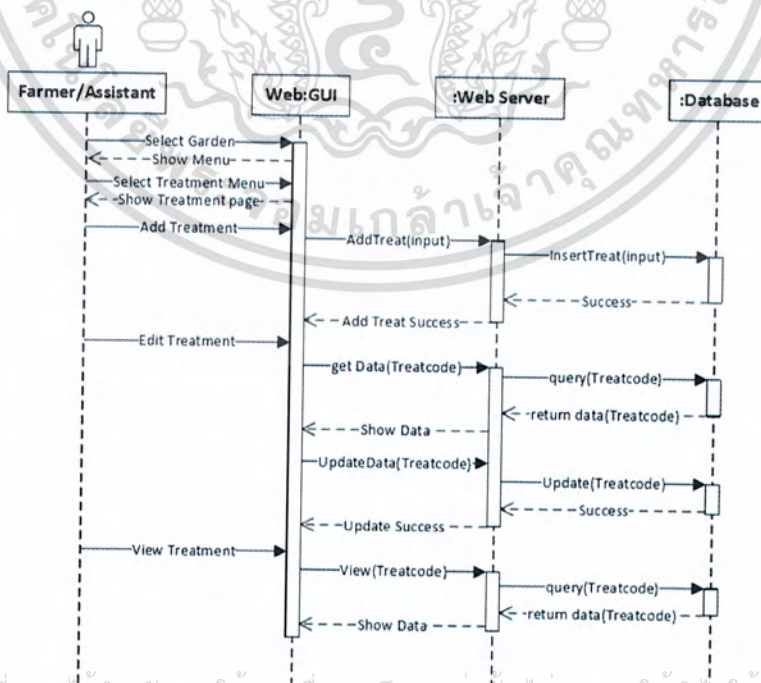 Farmer/Assistant
Web:GUI
:Web Server
:Database
Select Garden
Show Menu
Select Treatment Menu
Show Treatment page
Add Treatment
AddTreat(input)
InsertTreat(input)
Success
Add Treat Success
Edit Treatment
get Data(Treatcode)
query(Treatcode)
return data(Treatcode)
Show Data
UpdateData(Treatcode)
Update(Treatcode)
Success
Update Success
View Treatment
View(Treatcode)
query(Treatcode)
return data(Treatcode)
Show Data